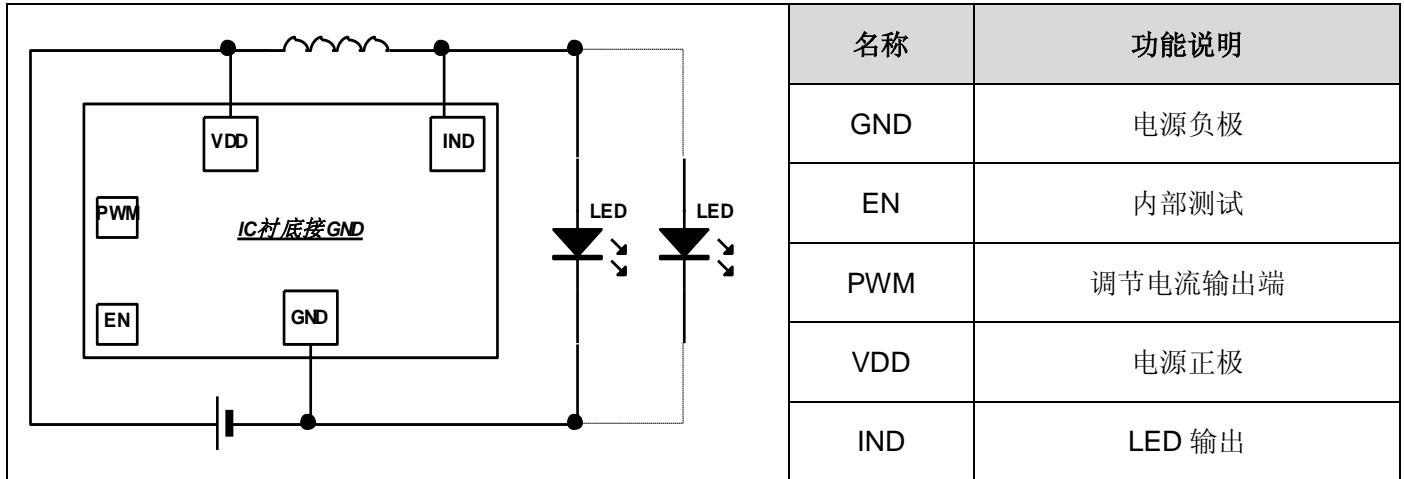 VDD
IND
PWM
IC衬底接GND
EN
GND
LED
LED
名称 功能说明
GND 电源负极
EN 内部测试
PWM 调节电流输出端
VDD 电源正极
IND LED 输出